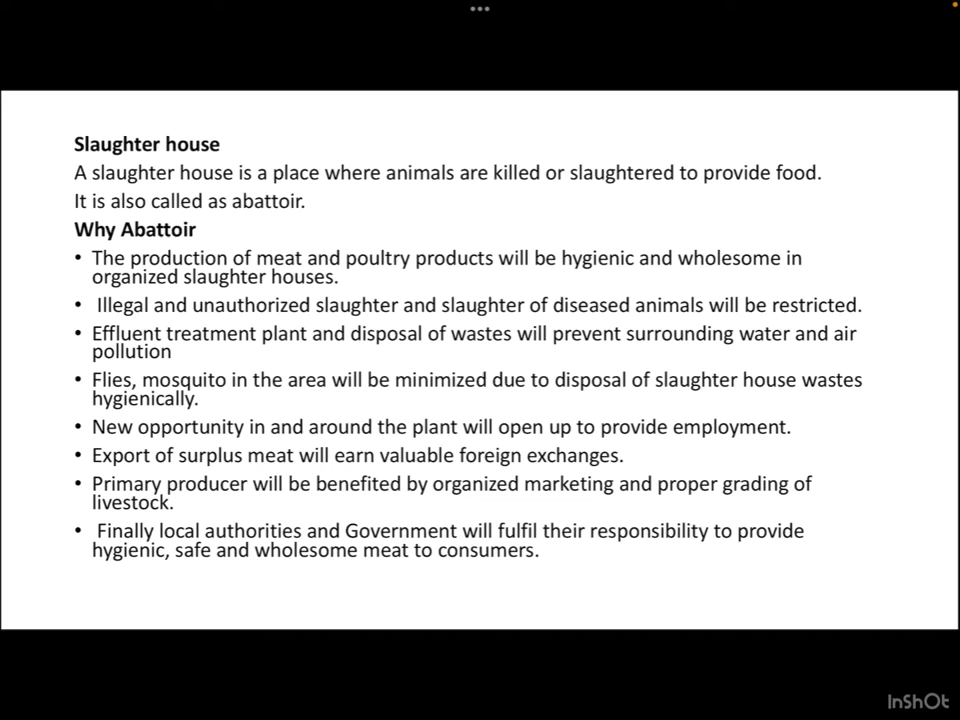 Slaughter house
A slaughter house is a place where animals are killed or slaughtered to provide food.
It is also called as abattoir.
Why Abattoir
• The production of meat and poultry products will be hygienic and wholesome in
organized slaughter houses.
• Illegal and unauthorized slaughter and slaughter of diseased animals will be restricted.
• Effluent treatment plant and disposal of wastes will prevent surrounding water and air
pollution
• Flies, mosquito in the area will be minimized due to disposal of slaughter house wastes
hygienically.
• New opportunity in and around the plant will open up to provide employment.
• Export of surplus meat will earn valuable foreign exchanges.
• Primary producer will be benefited by organized marketing and proper grading of
livestock.
• Finally local authorities and Government will fulfil their responsibility to provide
hygienic, safe and wholesome meat to consumers.
InShOt